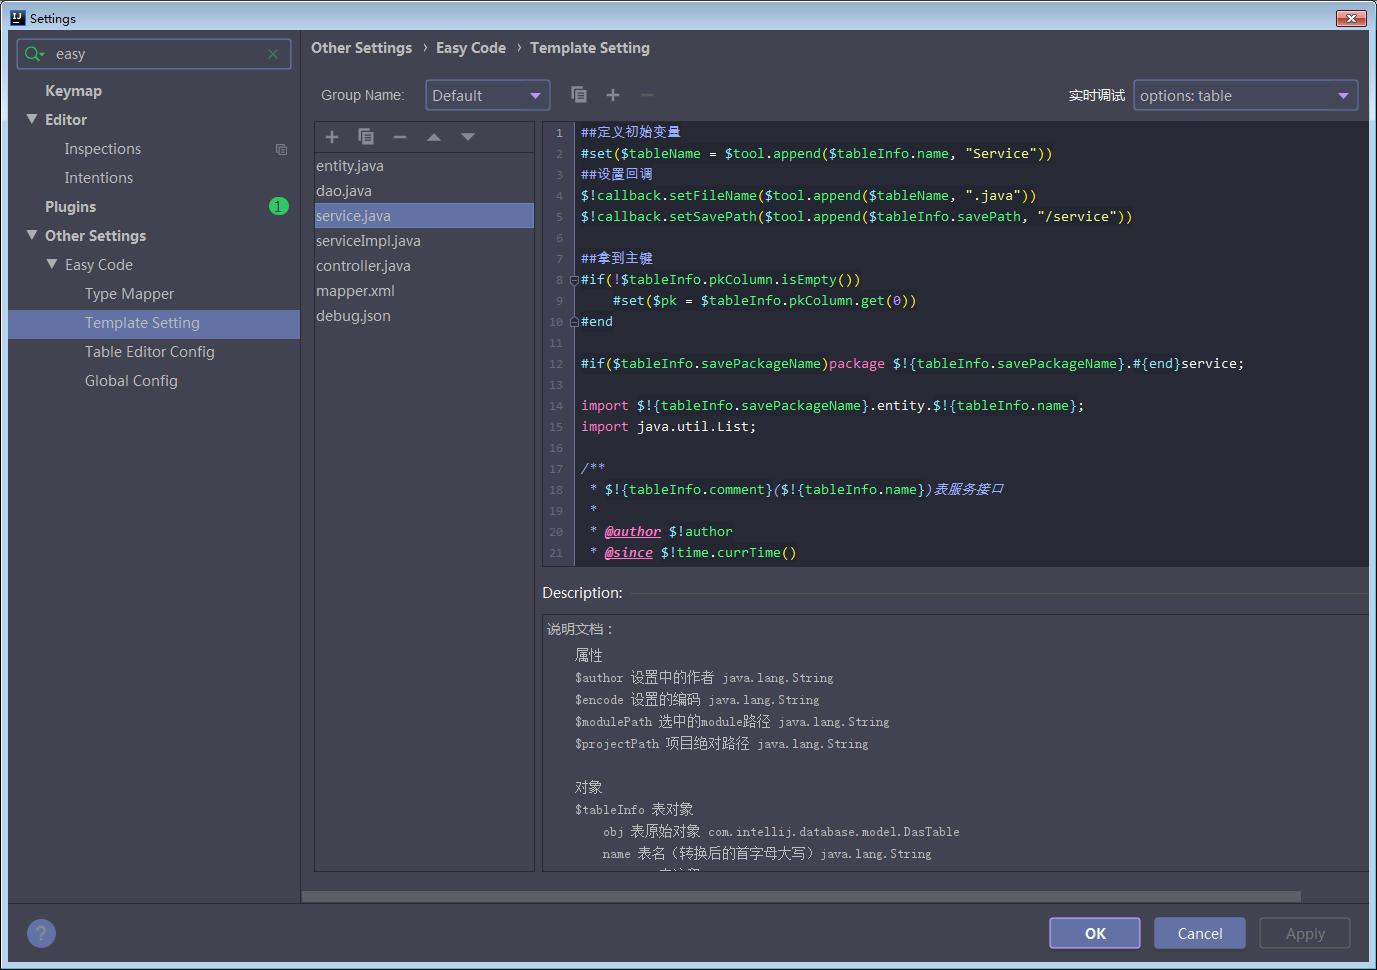 Settings
easy
Keymap
Editor
Inspections
Intentions
Plugins
1
Other Settings
Easy Code
Type Mapper
Template Setting
Table Editor Config
Global Config
Other Settings › Easy Code › Template Setting
Group Name: Default
实时调试 options: table
entity.java
dao.java
service.java
serviceImpl.java
controller.java
mapper.xml
debug.json
1 ##定义初始变量
2 #set($tableName = $tool.append($tableInfo.name, "Service"))
3 ##设置回调
4 $!callback.setFileName($tool.append($tableName, ".java"))
5 $!callback.setSavePath($tool.append($tableInfo.savePath, "/service"))
6
7 ##拿到主键
8 #if(!$tableInfo.pkColumn.isEmpty())
9     #set($pk = $tableInfo.pkColumn.get(0))
10 #end
11
12 #if($tableInfo.savePackageName)package $!{tableInfo.savePackageName}.#{end}service;
13
14 import $!{tableInfo.savePackageName}.entity.$!{tableInfo.name};
15 import java.util.List;
16
17 /**
18  * $!{tableInfo.comment}($!{tableInfo.name})表服务接口
19  *
20  * @author $!author
21  * @since $!time.currTime()
Description:
说明文档：
属性
$author 设置中的作者 java.lang.String
$encode 设置的编码 java.lang.String
$modulePath 选中的module路径 java.lang.String
$projectPath 项目绝对路径 java.lang.String
对象
$tableInfo 表对象
obj 表原始对象 com.intellij.database.model.DasTable
name 表名（转换后的首字母大写）java.lang.String
?
OK
Cancel
Apply